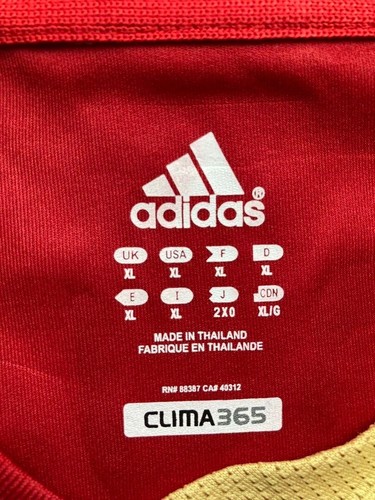 adidas®
UK USA F D
XL XL XL XL
E I J CDN
XL XL 2XO XL/G
MADE IN THAILAND
FABRIQUE EN THAILANDE
RN# 88387 CA# 40312
CLIMA365